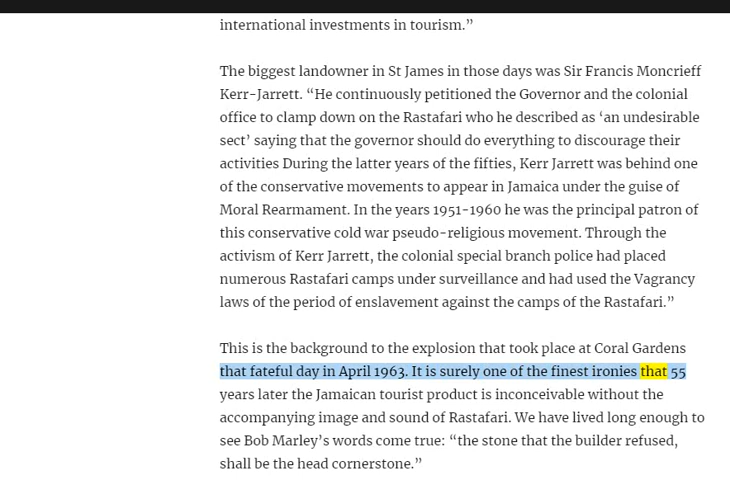 international investments in tourism.”
The biggest landowner in St James in those days was Sir Francis Moncrieff
Kerr-Jarrett. “He continuously petitioned the Governor and the colonial
office to clamp down on the Rastafari who he described as ‘an undesirable
sect’ saying that the governor should do everything to discourage their
activities During the latter years of the fifties, Kerr Jarrett was behind one
of the conservative movements to appear in Jamaica under the guise of
Moral Rearmament. In the years 1951-1960 he was the principal patron of
this conservative cold war pseudo-religious movement. Through the
activism of Kerr Jarrett, the colonial special branch police had placed
numerous Rastafari camps under surveillance and had used the Vagrancy
laws of the period of enslavement against the camps of the Rastafari.”
This is the background to the explosion that took place at Coral Gardens
that fateful day in April 1963. It is surely one of the finest ironies that 55
years later the Jamaican tourist product is inconceivable without the
accompanying image and sound of Rastafari. We have lived long enough to
see Bob Marley’s words come true: “the stone that the builder refused,
shall be the head cornerstone.”